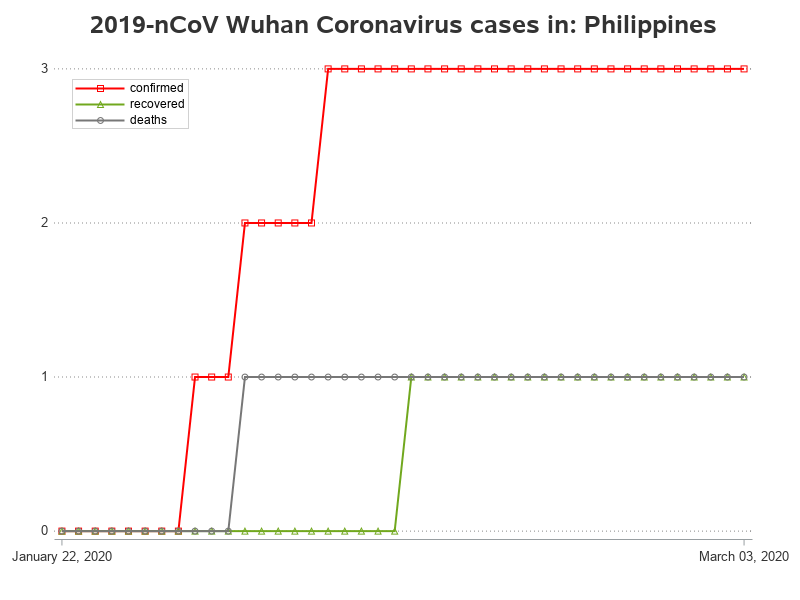 2019-nCoV Wuhan Coronavirus cases in: Philippines
3
confirmed
recovered
deaths
2
1
0
January 22, 2020
March 03, 2020